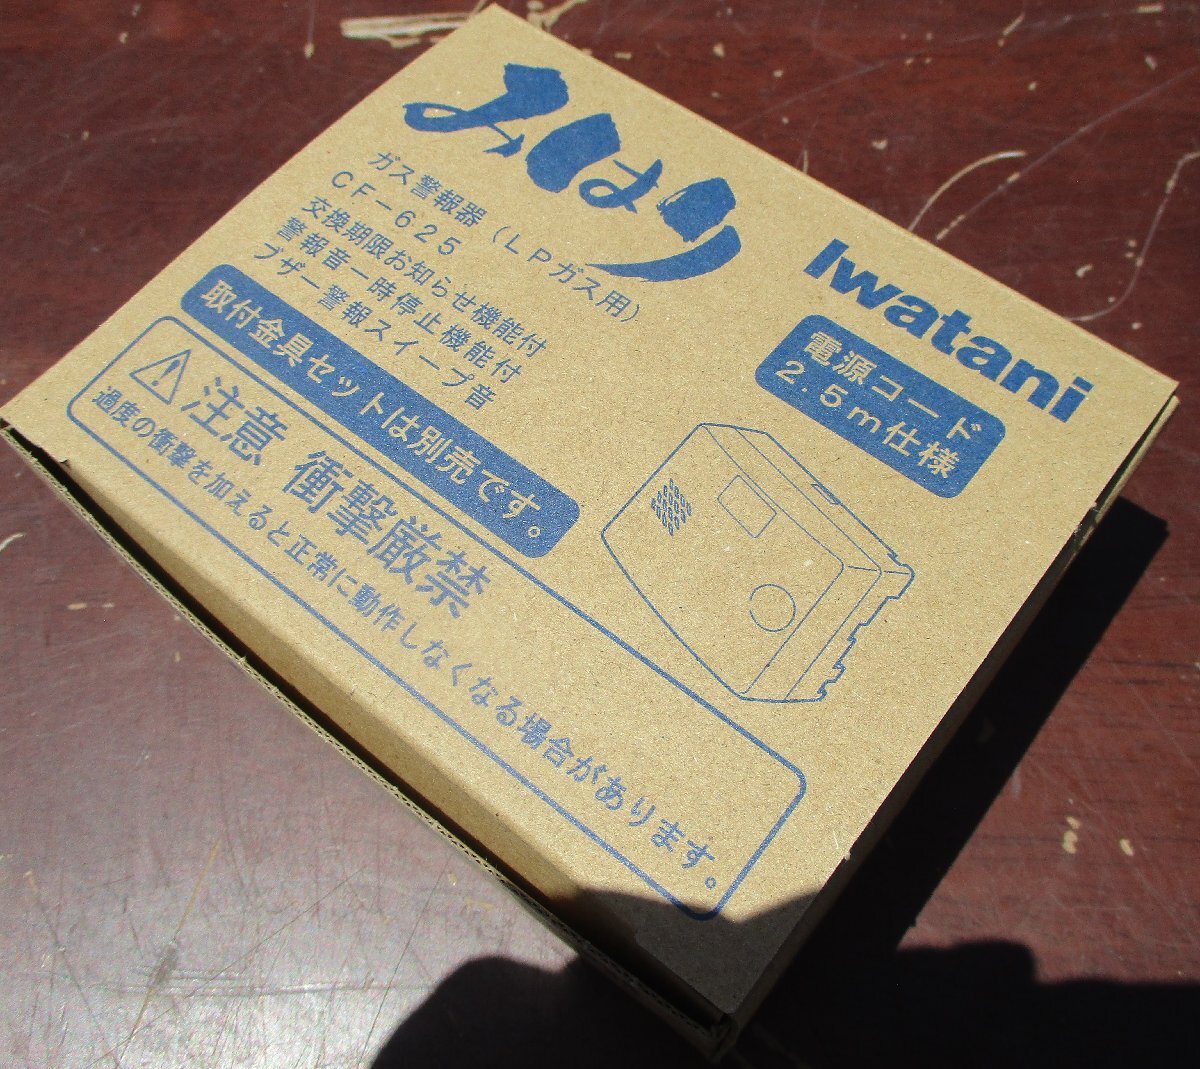 みはり
Iwatani
ガス警報器（ＬＰガス用）
ＣＦ－６２５
交換期限お知らせ機能付
警報音一時停止機能付
ブザー警報スイープ音
電源コード
２.５ｍ仕様
取付金具セットは別売です。
注意 衝撃厳禁
過度の衝撃を加えると正常に動作しなくなる場合があります。